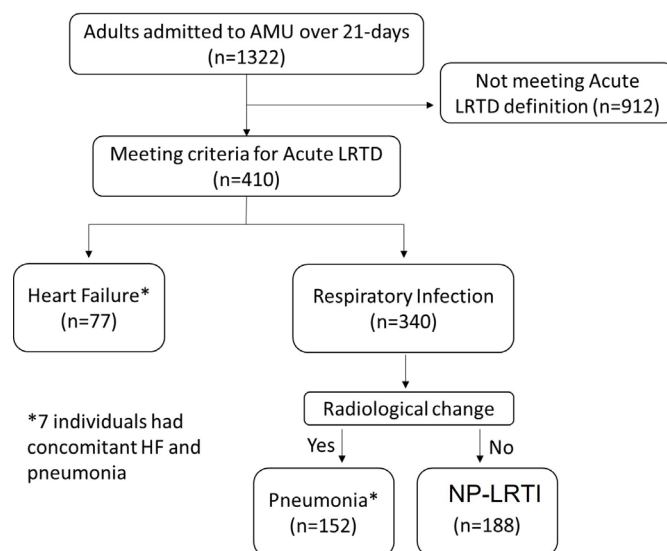 Adults admitted to AMU over 21-days
(n=1322)
Not meeting Acute
LRTD definition (n=912)
Meeting criteria for Acute LRTD
(n=410)
Heart Failure*
(n=77)
Respiratory Infection
(n=340)
Radiological change
*7 individuals had
concomitant HF and
pneumonia
Yes
No
Pneumonia*
(n=152)
NP-LRTI
(n=188)